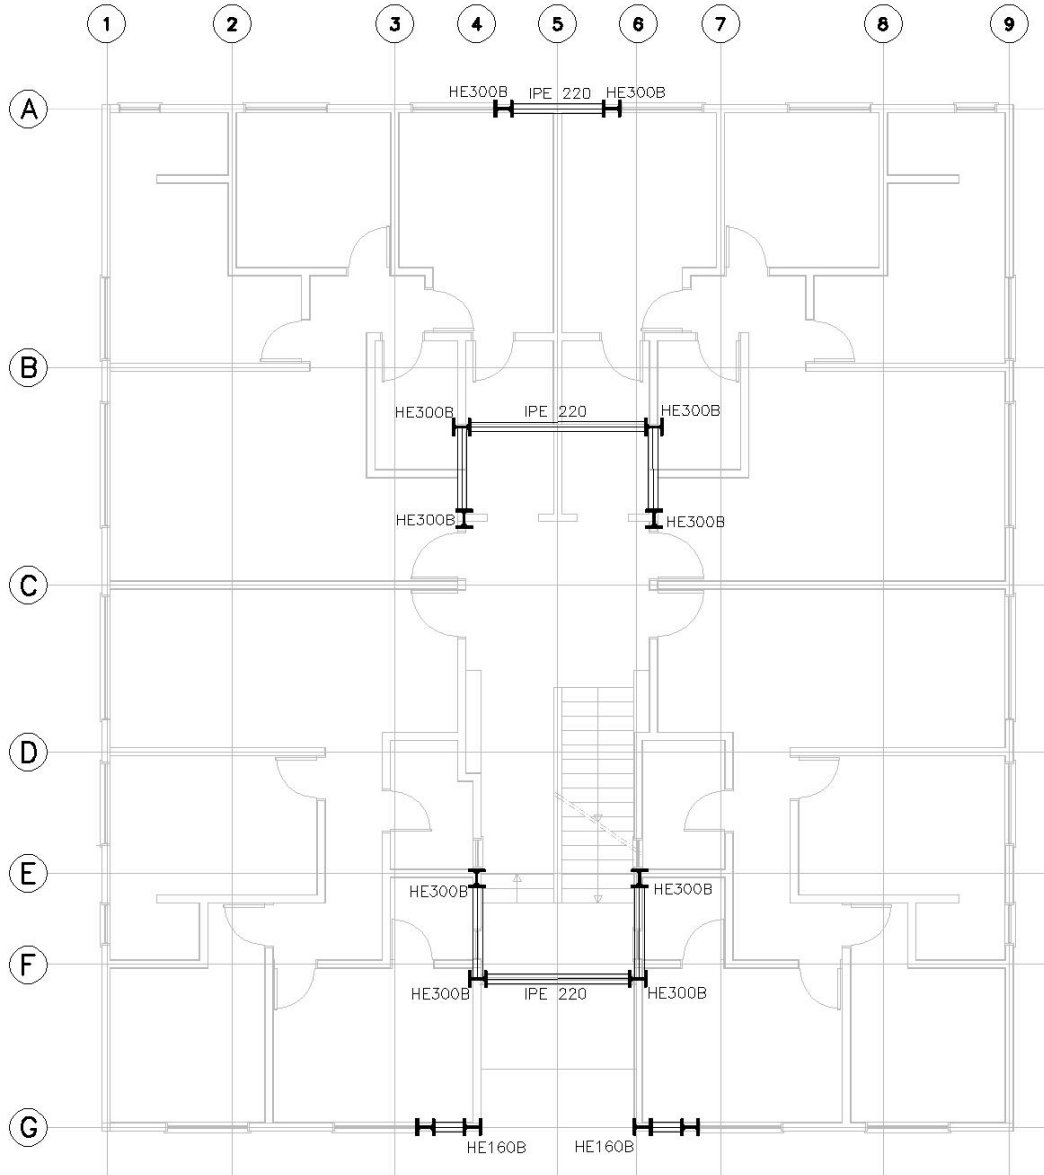 1 2 3 4 5 6 7 8 9
A
HE300B IPE 220 HE300B
B
HE300B IPE 220 HE300B
HE300B HE300B
C
D
E
HE300B HE300B
F
HE300B IPE 220 HE300B
G
HE160B HE160B